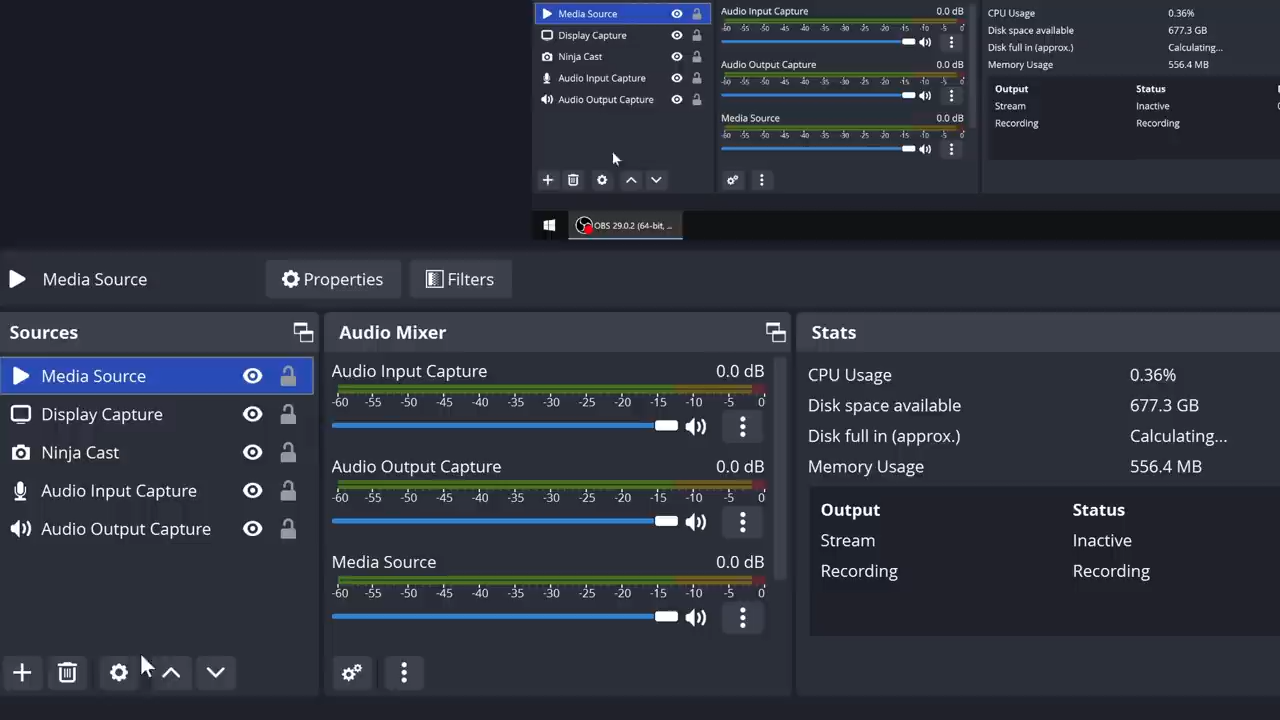 Media Source
Display Capture
Ninja Cast
Audio Input Capture
Audio Output Capture
Audio Input Capture 0.0 dB
-60 -55 -50 -45 -40 -35 -30 -25 -20 -15 -10 -5 0
Audio Output Capture 0.0 dB
-60 -55 -50 -45 -40 -35 -30 -25 -20 -15 -10 -5 0
Media Source 0.0 dB
-60 -55 -50 -45 -40 -35 -30 -25 -20 -15 -10 -5 0
CPU Usage 0.36%
Disk space available 677.3 GB
Disk full in (approx.) Calculating...
Memory Usage 556.4 MB
Output Status
Stream Inactive
Recording Recording
OBS 29.0.2 (64-bit, ...
Media Source
Properties
Filters
Sources
Media Source
Display Capture
Ninja Cast
Audio Input Capture
Audio Output Capture
Audio Mixer
Audio Input Capture 0.0 dB
-60 -55 -50 -45 -40 -35 -30 -25 -20 -15 -10 -5 0
Audio Output Capture 0.0 dB
-60 -55 -50 -45 -40 -35 -30 -25 -20 -15 -10 -5 0
Media Source 0.0 dB
-60 -55 -50 -45 -40 -35 -30 -25 -20 -15 -10 -5 0
Stats
CPU Usage 0.36%
Disk space available 677.3 GB
Disk full in (approx.) Calculating...
Memory Usage 556.4 MB
Output Status
Stream Inactive
Recording Recording